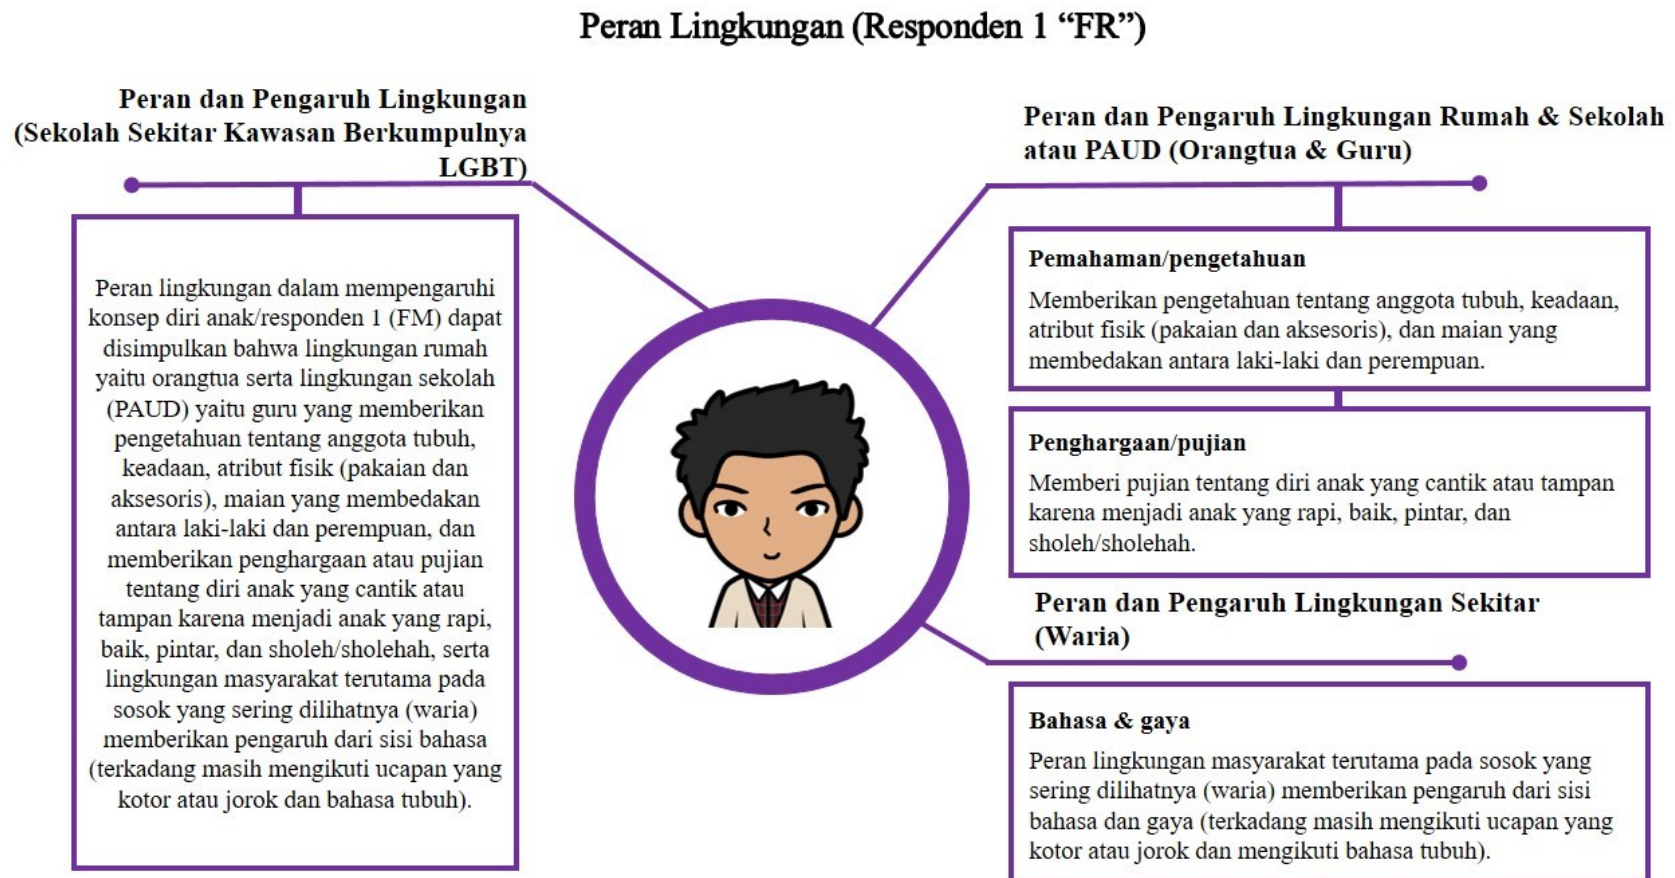 Peran Lingkungan (Responden 1 “FR”)
Peran dan Pengaruh Lingkungan
(Sekolah Sekitar Kawasan Berkumpulnya
LGBT)
Peran lingkungan dalam mempengaruhi
konsep diri anak/responden 1 (FM) dapat
disimpulkan bahwa lingkungan rumah
yaitu orangtua serta lingkungan sekolah
(PAUD) yaitu guru yang memberikan
pengetahuan tentang anggota tubuh,
keadaan, atribut fisik (pakaian dan
aksesoris), maian yang membedakan
antara laki-laki dan perempuan, dan
memberikan penghargaan atau pujian
tentang diri anak yang cantik atau
tampan karena menjadi anak yang rapi,
baik, pintar, dan sholeh/sholehah, serta
lingkungan masyarakat terutama pada
sosok yang sering dilihatnya (waria)
memberikan pengaruh dari sisi bahasa
(terkadang masih mengikuti ucapan yang
kotor atau jorok dan bahasa tubuh).
Peran dan Pengaruh Lingkungan Rumah & Sekolah
atau PAUD (Orangtua & Guru)
Pemahaman/pengetahuan
Memberikan pengetahuan tentang anggota tubuh, keadaan,
atribut fisik (pakaian dan aksesoris), dan maian yang
membedakan antara laki-laki dan perempuan.
Penghargaan/pujian
Memberi pujian tentang diri anak yang cantik atau tampan
karena menjadi anak yang rapi, baik, pintar, dan
sholeh/sholehah.
Peran dan Pengaruh Lingkungan Sekitar
(Waria)
Bahasa & gaya
Peran lingkungan masyarakat terutama pada sosok yang
sering dilihatnya (waria) memberikan pengaruh dari sisi
bahasa dan gaya (terkadang masih mengikuti ucapan yang
kotor atau jorok dan mengikuti bahasa tubuh).